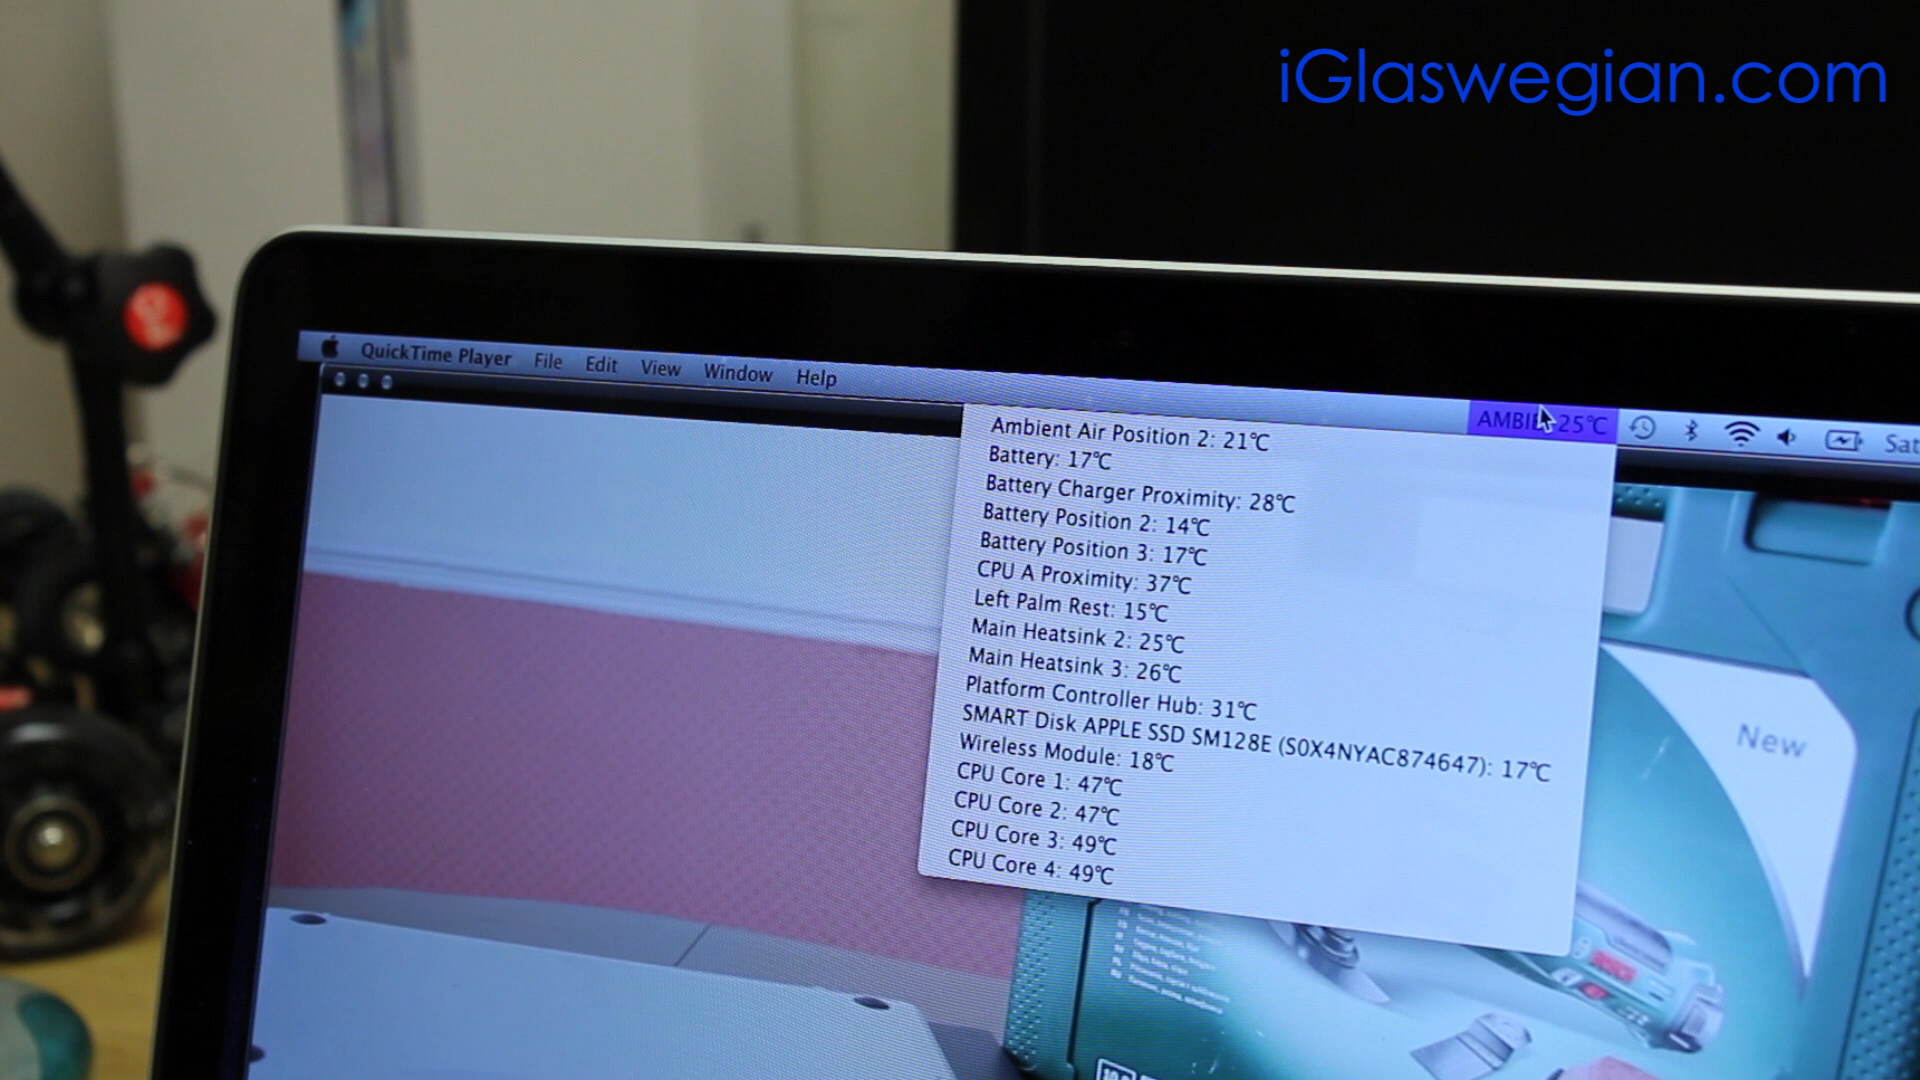 iGlaswegian.com
QuickTime Player File Edit View Window Help
25℃
Sat
Ambient Air Position 2: 21℃
Battery: 17℃
Battery Charger Proximity: 28℃
Battery Position 2: 14℃
Battery Position 3: 17℃
CPU A Proximity: 37℃
Left Palm Rest: 15℃
Main Heatsink 2: 25℃
Main Heatsink 3: 26℃
Platform Controller Hub: 31℃
SMART Disk APPLE SSD SM128E (S0X4NYAC874647): 17℃
Wireless Module: 18℃
CPU Core 1: 47℃
CPU Core 2: 47℃
CPU Core 3: 49℃
CPU Core 4: 49℃
New